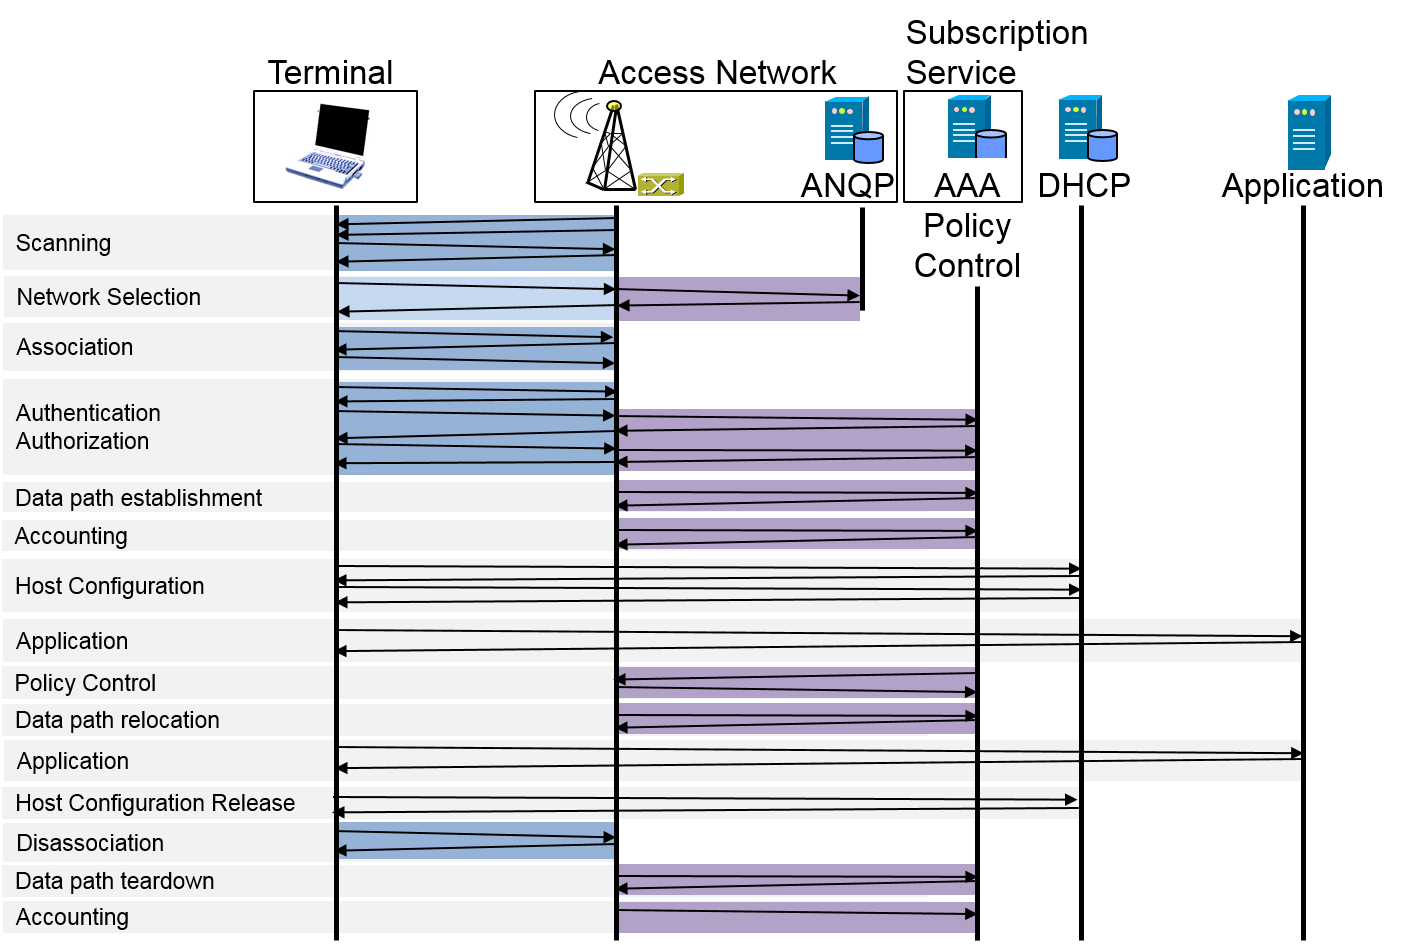 Subscription
Terminal
Access Network
Service
ANQP
AAA
DHCP
Application
Policy
Control
Scanning
Network Selection
Association
Authentication
Authorization
Data path establishment
Accounting
Host Configuration
Application
Policy Control
Data path relocation
Application
Host Configuration Release
Disassociation
Data path teardown
Accounting